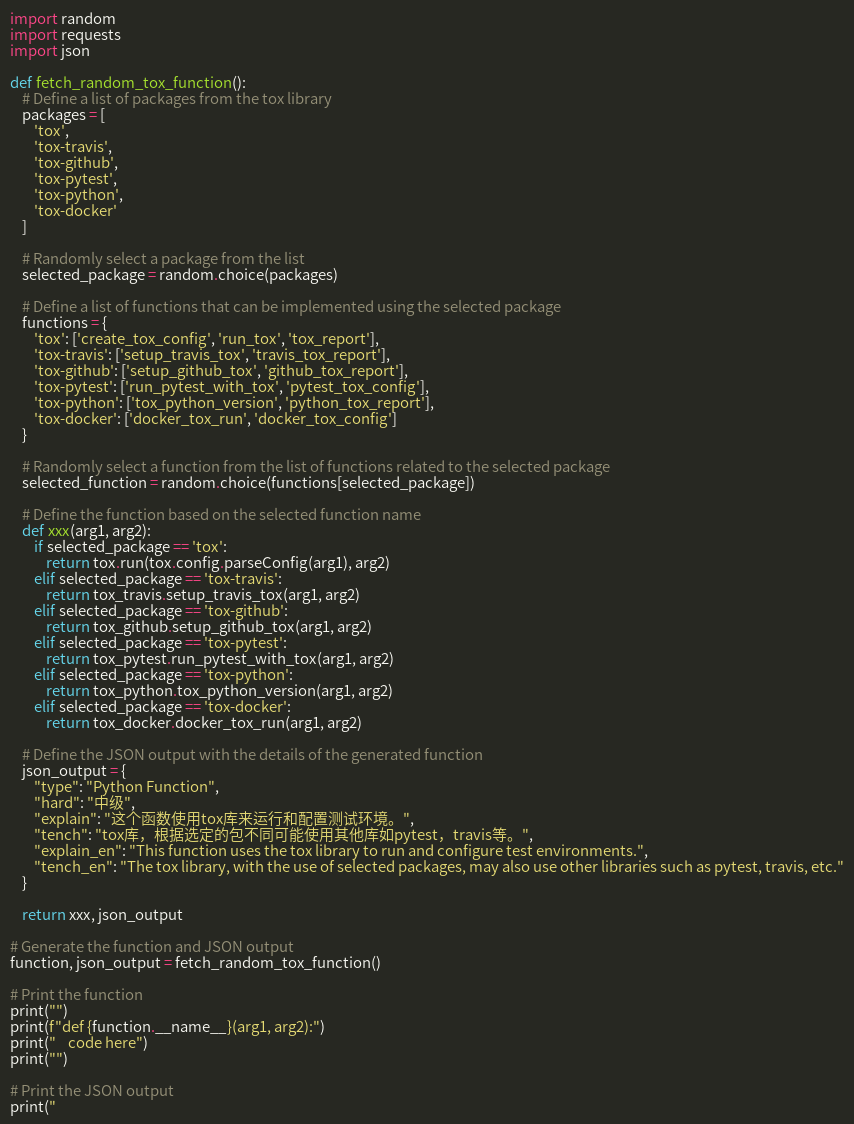 import random
import requests
import json

def fetch_random_tox_function():
    # Define a list of packages from the tox library
    packages = [
        'tox',
        'tox-travis',
        'tox-github',
        'tox-pytest',
        'tox-python',
        'tox-docker'
    ]

    # Randomly select a package from the list
    selected_package = random.choice(packages)

    # Define a list of functions that can be implemented using the selected package
    functions = {
        'tox': ['create_tox_config', 'run_tox', 'tox_report'],
        'tox-travis': ['setup_travis_tox', 'travis_tox_report'],
        'tox-github': ['setup_github_tox', 'github_tox_report'],
        'tox-pytest': ['run_pytest_with_tox', 'pytest_tox_config'],
        'tox-python': ['tox_python_version', 'python_tox_report'],
        'tox-docker': ['docker_tox_run', 'docker_tox_config']
    }

    # Randomly select a function from the list of functions related to the selected package
    selected_function = random.choice(functions[selected_package])

    # Define the function based on the selected function name
    def xxx(arg1, arg2):
        if selected_package == 'tox':
            return tox.run(tox.config.parseConfig(arg1), arg2)
        elif selected_package == 'tox-travis':
            return tox_travis.setup_travis_tox(arg1, arg2)
        elif selected_package == 'tox-github':
            return tox_github.setup_github_tox(arg1, arg2)
        elif selected_package == 'tox-pytest':
            return tox_pytest.run_pytest_with_tox(arg1, arg2)
        elif selected_package == 'tox-python':
            return tox_python.tox_python_version(arg1, arg2)
        elif selected_package == 'tox-docker':
            return tox_docker.docker_tox_run(arg1, arg2)

    # Define the JSON output with the details of the generated function
    json_output = {
        "type": "Python Function",
        "hard": "中级",
        "explain": "这个函数使用tox库来运行和配置测试环境。",
        "tench": "tox库，根据选定的包不同可能使用其他库如pytest，travis等。",
        "explain_en": "This function uses the tox library to run and configure test environments.",
        "tench_en": "The tox library, with the use of selected packages, may also use other libraries such as pytest, travis, etc."
    }

    return xxx, json_output

# Generate the function and JSON output
function, json_output = fetch_random_tox_function()

# Print the function
print("")
print(f"def {function.__name__}(arg1, arg2):")
print("    code here")
print("")

# Print the JSON output
print("